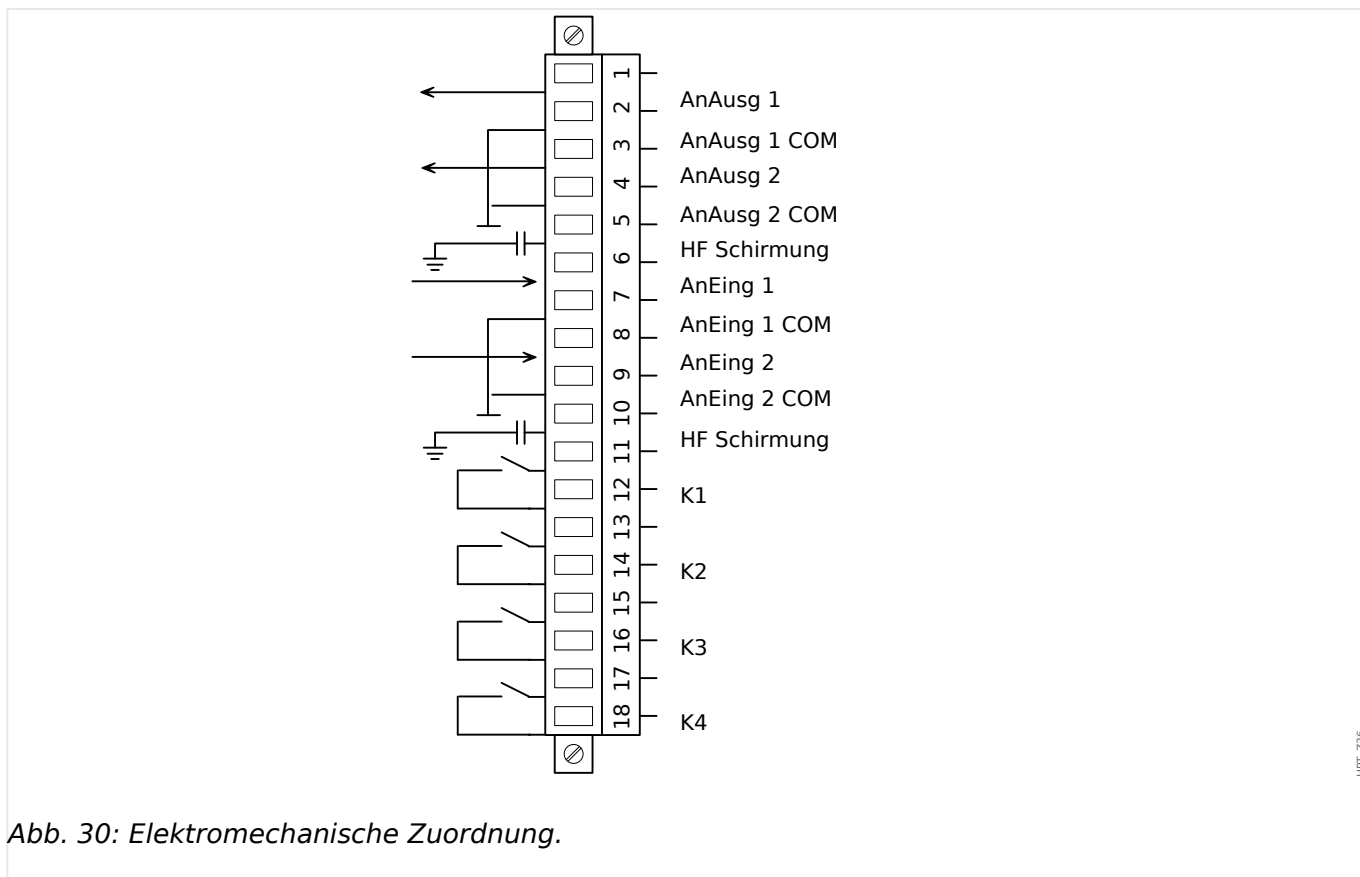 1
2
AnAusg 1
3
AnAusg 1 COM
4
AnAusg 2
5
AnAusg 2 COM
6
HF Schirmung
7
AnEing 1
8
AnEing 1 COM
9
AnEing 2
10
AnEing 2 COM
11
HF Schirmung
12
K1
13
14
K2
15
16
K3
17
18
K4
Abb. 30: Elektromechanische Zuordnung.